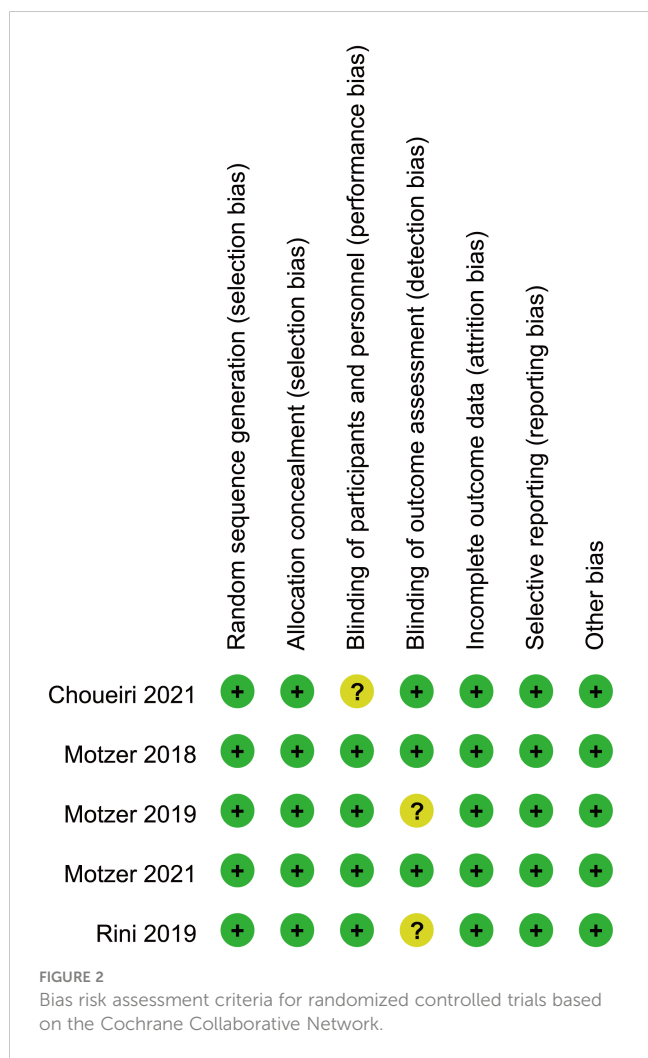 Random sequence generation (selection bias)
Allocation concealment (selection bias)
Blinding of participants and personnel (performance bias)
Blinding of outcome assessment (detection bias)
Incomplete outcome data (attrition bias)
Selective reporting (reporting bias)
Other bias
Choueiri 2021 + + ? + + + +
Motzer 2018 + + + + + + +
Motzer 2019 + + + ? + + +
Motzer 2021 + + + + + + +
Rini 2019 + + + ? + + +
FIGURE 2
Bias risk assessment criteria for randomized controlled trials based
on the Cochrane Collaborative Network.